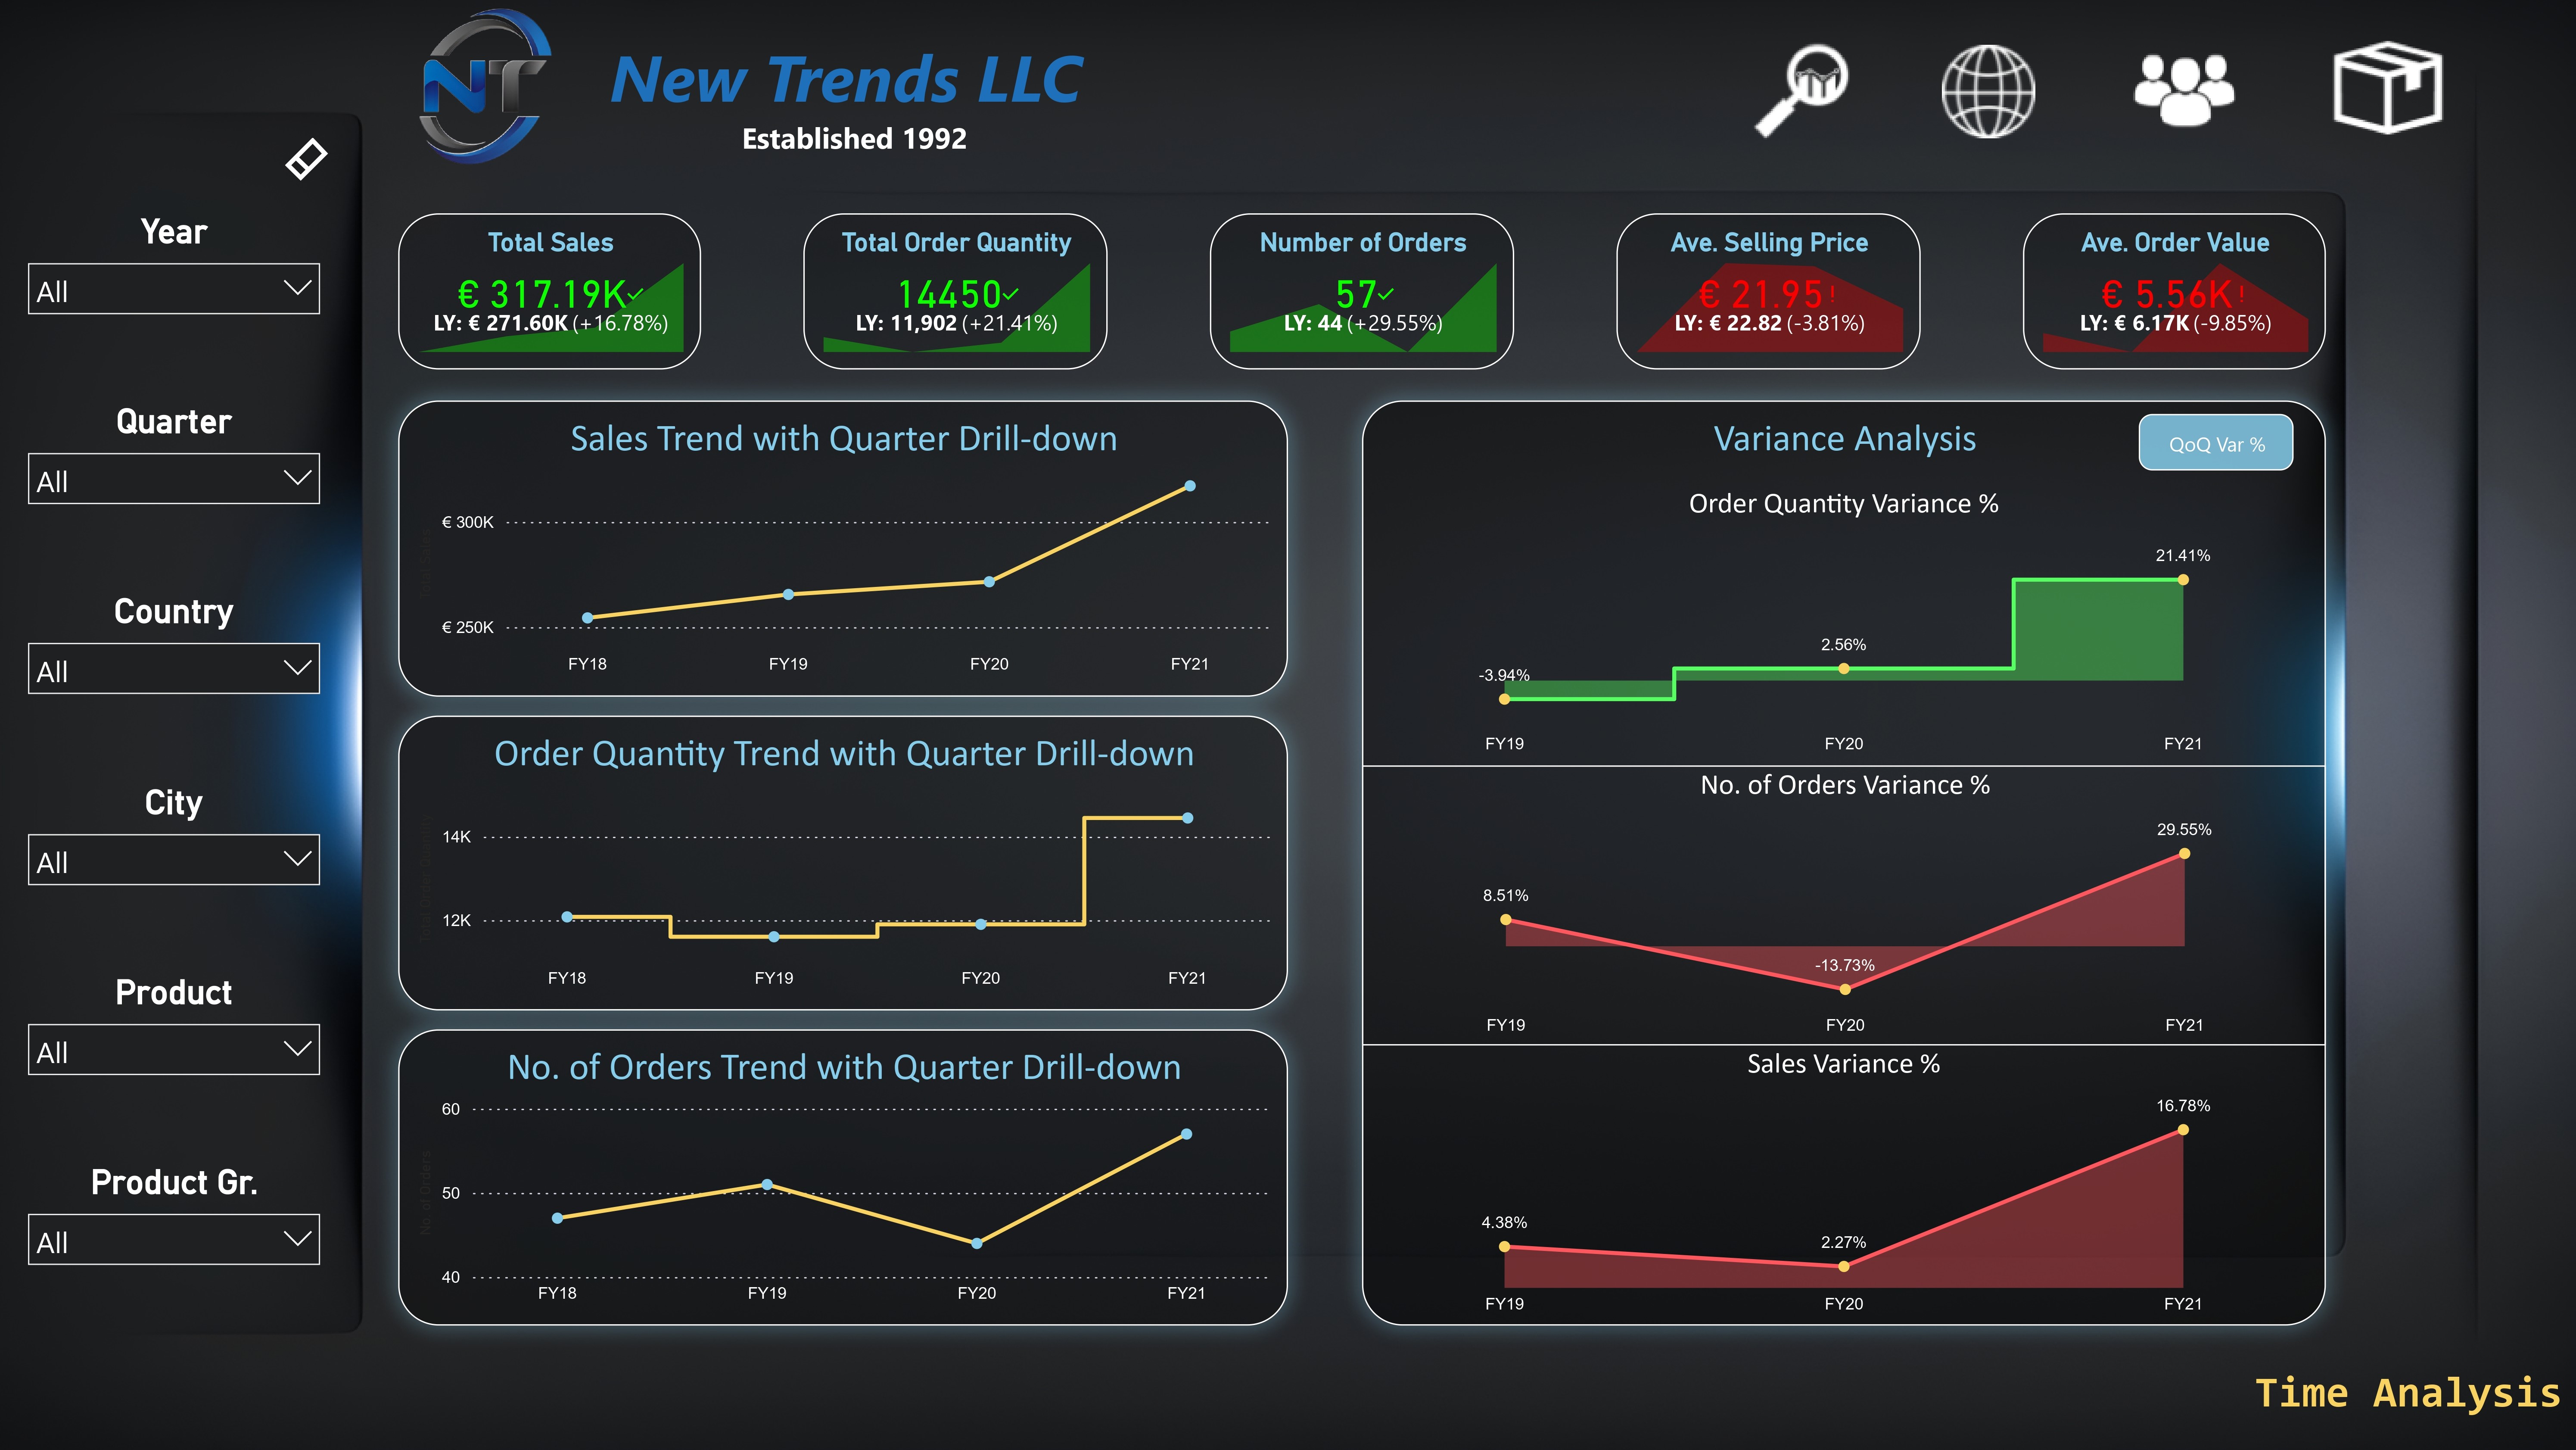 NT
New Trends LLC
Established 1992
Year
All
Quarter
All
Country
All
City
All
Product
All
Product Gr.
All
Total Sales
€ 317.19K
LY: € 271.60K (+16.78%)
Total Order Quantity
14450
LY: 11,902 (+21.41%)
Number of Orders
57
LY: 44 (+29.55%)
Ave. Selling Price
€ 21.95 !
LY: € 22.82 (-3.81%)
Ave. Order Value
€ 5.56K !
LY: € 6.17K (-9.85%)
Sales Trend with Quarter Drill-down
Total Sales
€ 300K
€ 250K
FY18 FY19 FY20 FY21
Order Quantity Trend with Quarter Drill-down
14K
12K
FY18 FY19 FY20 FY21
No. of Orders Trend with Quarter Drill-down
No. of Orders
60
50
40
FY18 FY19 FY20 FY21
Variance Analysis
QoQ Var %
Order Quantity Variance %
21.41%
2.56%
-3.94%
FY19 FY20 FY21
No. of Orders Variance %
29.55%
8.51%
-13.73%
FY19 FY20 FY21
Sales Variance %
16.78%
4.38%
2.27%
FY19 FY20 FY21
Time Analysis